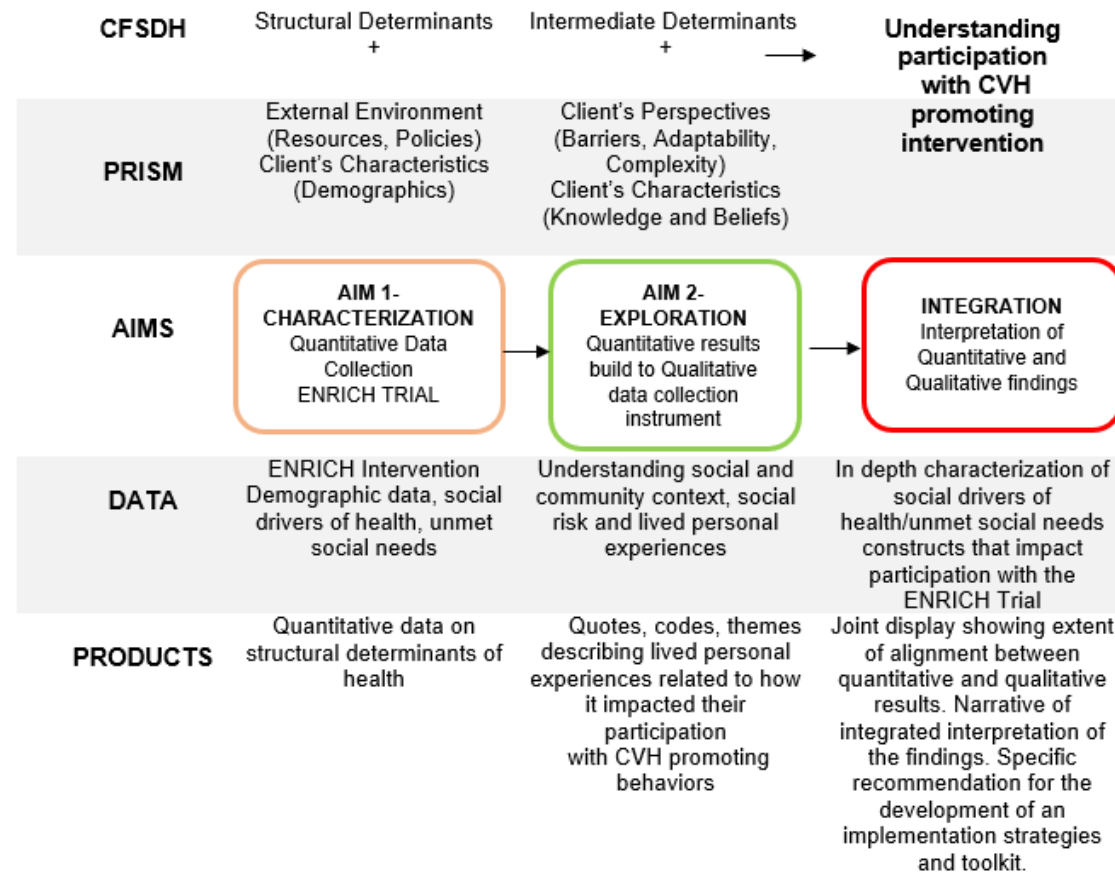 CFSDH
Structural Determinants
+
Intermediate Determinants
+
Understanding
participation
with CVH
promoting
intervention
PRISM
External Environment
(Resources, Policies)
Client's Characteristics
(Demographics)
Client's Perspectives
(Barriers, Adaptability,
Complexity)
Client's Characteristics
(Knowledge and Beliefs)
AIMS
AIM 1-
CHARACTERIZATION
Quantitative Data
Collection
ENRICH TRIAL
AIM 2-
EXPLORATION
Quantitative results
build to Qualitative
data collection
instrument
INTEGRATION
Interpretation of
Quantitative and
Qualitative findings
DATA
ENRICH Intervention
Demographic data, social
drivers of health, unmet
social needs
Understanding social and
community context, social
risk and lived personal
experiences
In depth characterization of
social drivers of
health/unmet social needs
constructs that impact
participation with the
ENRICH Trial
PRODUCTS
Quantitative data on
structural determinants of
health
Quotes, codes, themes
describing lived personal
experiences related to how
it impacted their
participation
with CVH promoting
behaviors
Joint display showing extent
of alignment between
quantitative and qualitative
results. Narrative of
integrated interpretation of
the findings. Specific
recommendation for the
development of an
implementation strategies
and toolkit.